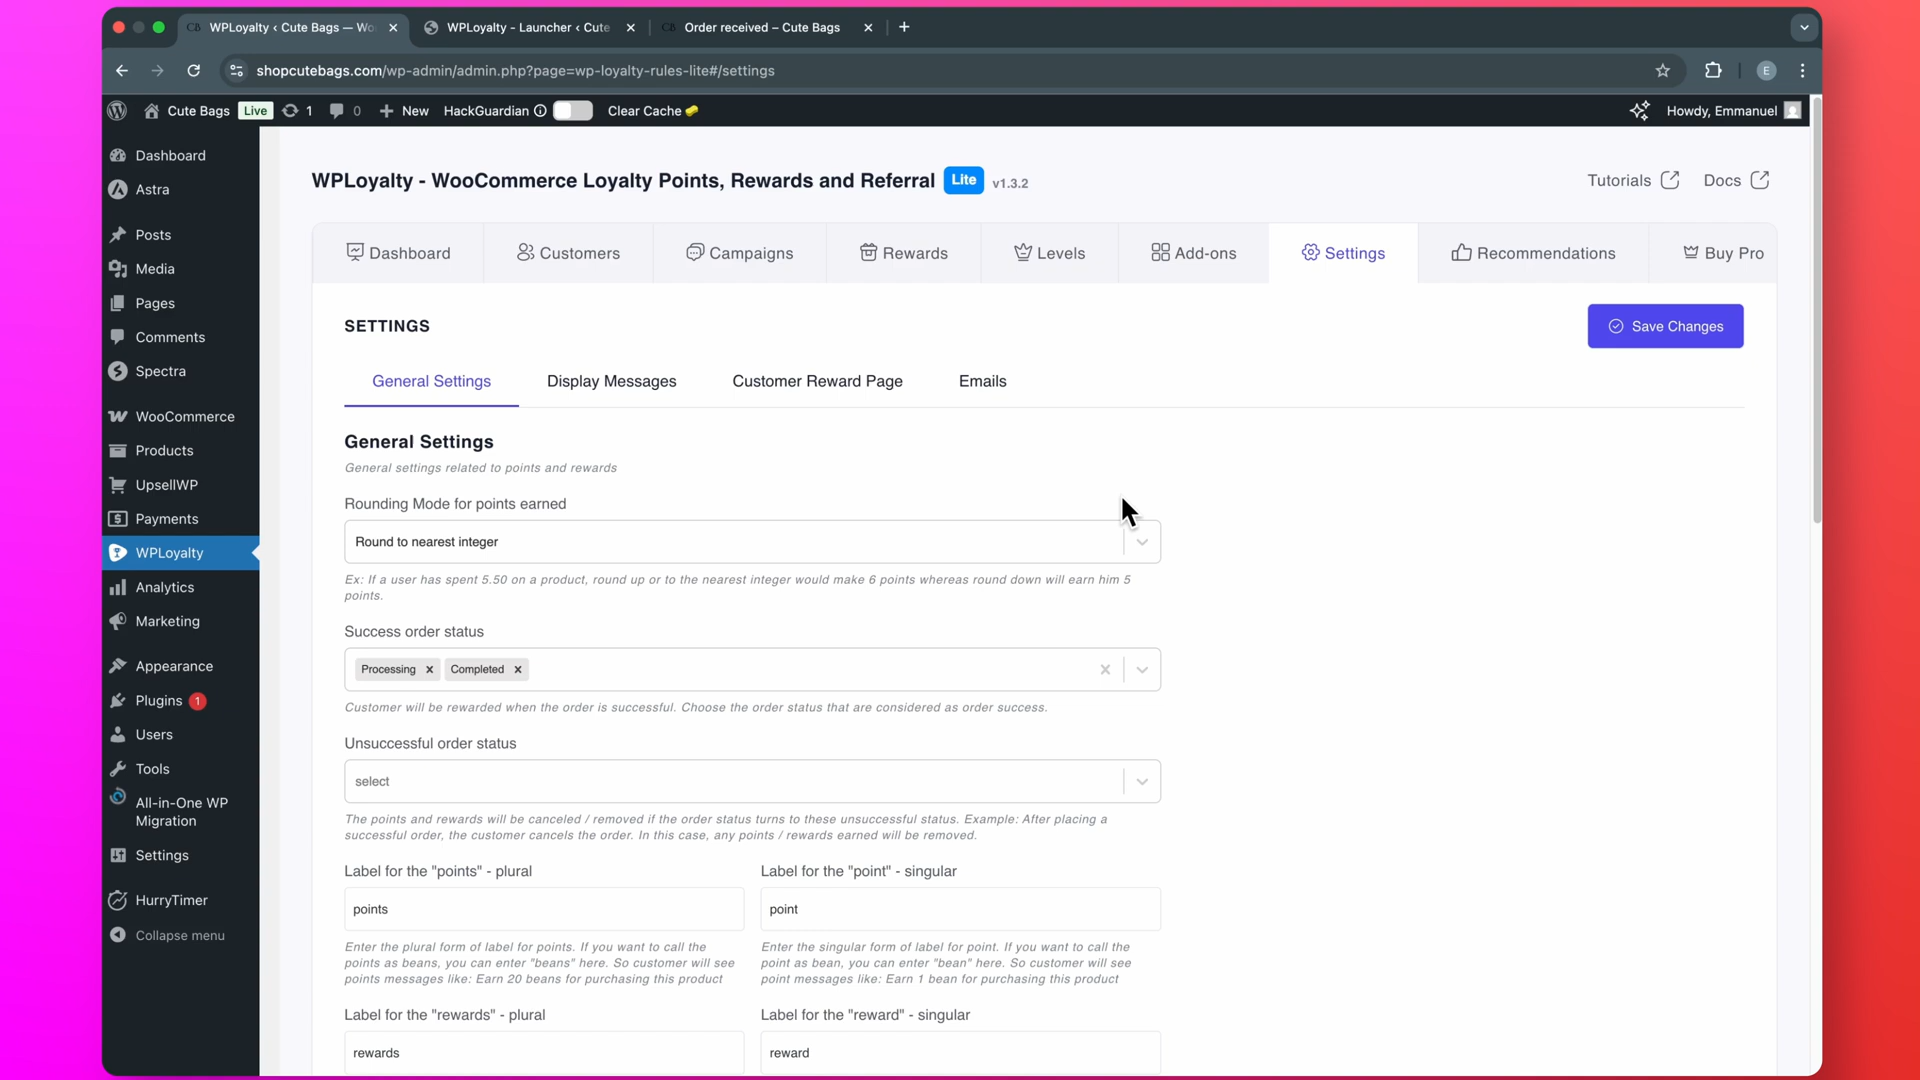 WPLoyalty ‹ Cute Bags — Wo
WPLoyalty - Launcher ‹ Cute
Order received – Cute Bags
shopcutebags.com/wp-admin/admin.php?page=wp-loyalty-rules-lite#/settings
E
Cute Bags
Live
1
0
New
HackGuardian
Clear Cache
Howdy, Emmanuel
Dashboard
Astra
Posts
Media
Pages
Comments
Spectra
WooCommerce
Products
UpsellWP
Payments
WPLoyalty
Analytics
Marketing
Appearance
Plugins 1
Users
Tools
All-in-One WP
Migration
Settings
HurryTimer
Collapse menu
WPLoyalty - WooCommerce Loyalty Points, Rewards and Referral Lite v1.3.2
Tutorials
Docs
Dashboard
Customers
Campaigns
Rewards
Levels
Add-ons
Settings
Recommendations
Buy Pro
SETTINGS
Save Changes
General Settings
Display Messages
Customer Reward Page
Emails
General Settings
General settings related to points and rewards
Rounding Mode for points earned
Round to nearest integer
Ex: If a user has spent 5.50 on a product, round up or to the nearest integer would make 6 points whereas round down will earn him 5
points.
Success order status
Processing
Completed
Customer will be rewarded when the order is successful. Choose the order status that are considered as order success.
Unsuccessful order status
select
The points and rewards will be canceled / removed if the order status turns to these unsuccessful status. Example: After placing a
successful order, the customer cancels the order. In this case, any points / rewards earned will be removed.
Label for the "points" - plural
points
Enter the plural form of label for points. If you want to call the
points as beans, you can enter "beans" here. So customer will see
points messages like: Earn 20 beans for purchasing this product
Label for the "point" - singular
point
Enter the singular form of label for point. If you want to call the
point as bean, you can enter "bean" here. So customer will see
point messages like: Earn 1 bean for purchasing this product
Label for the "rewards" - plural
rewards
Label for the "reward" - singular
reward